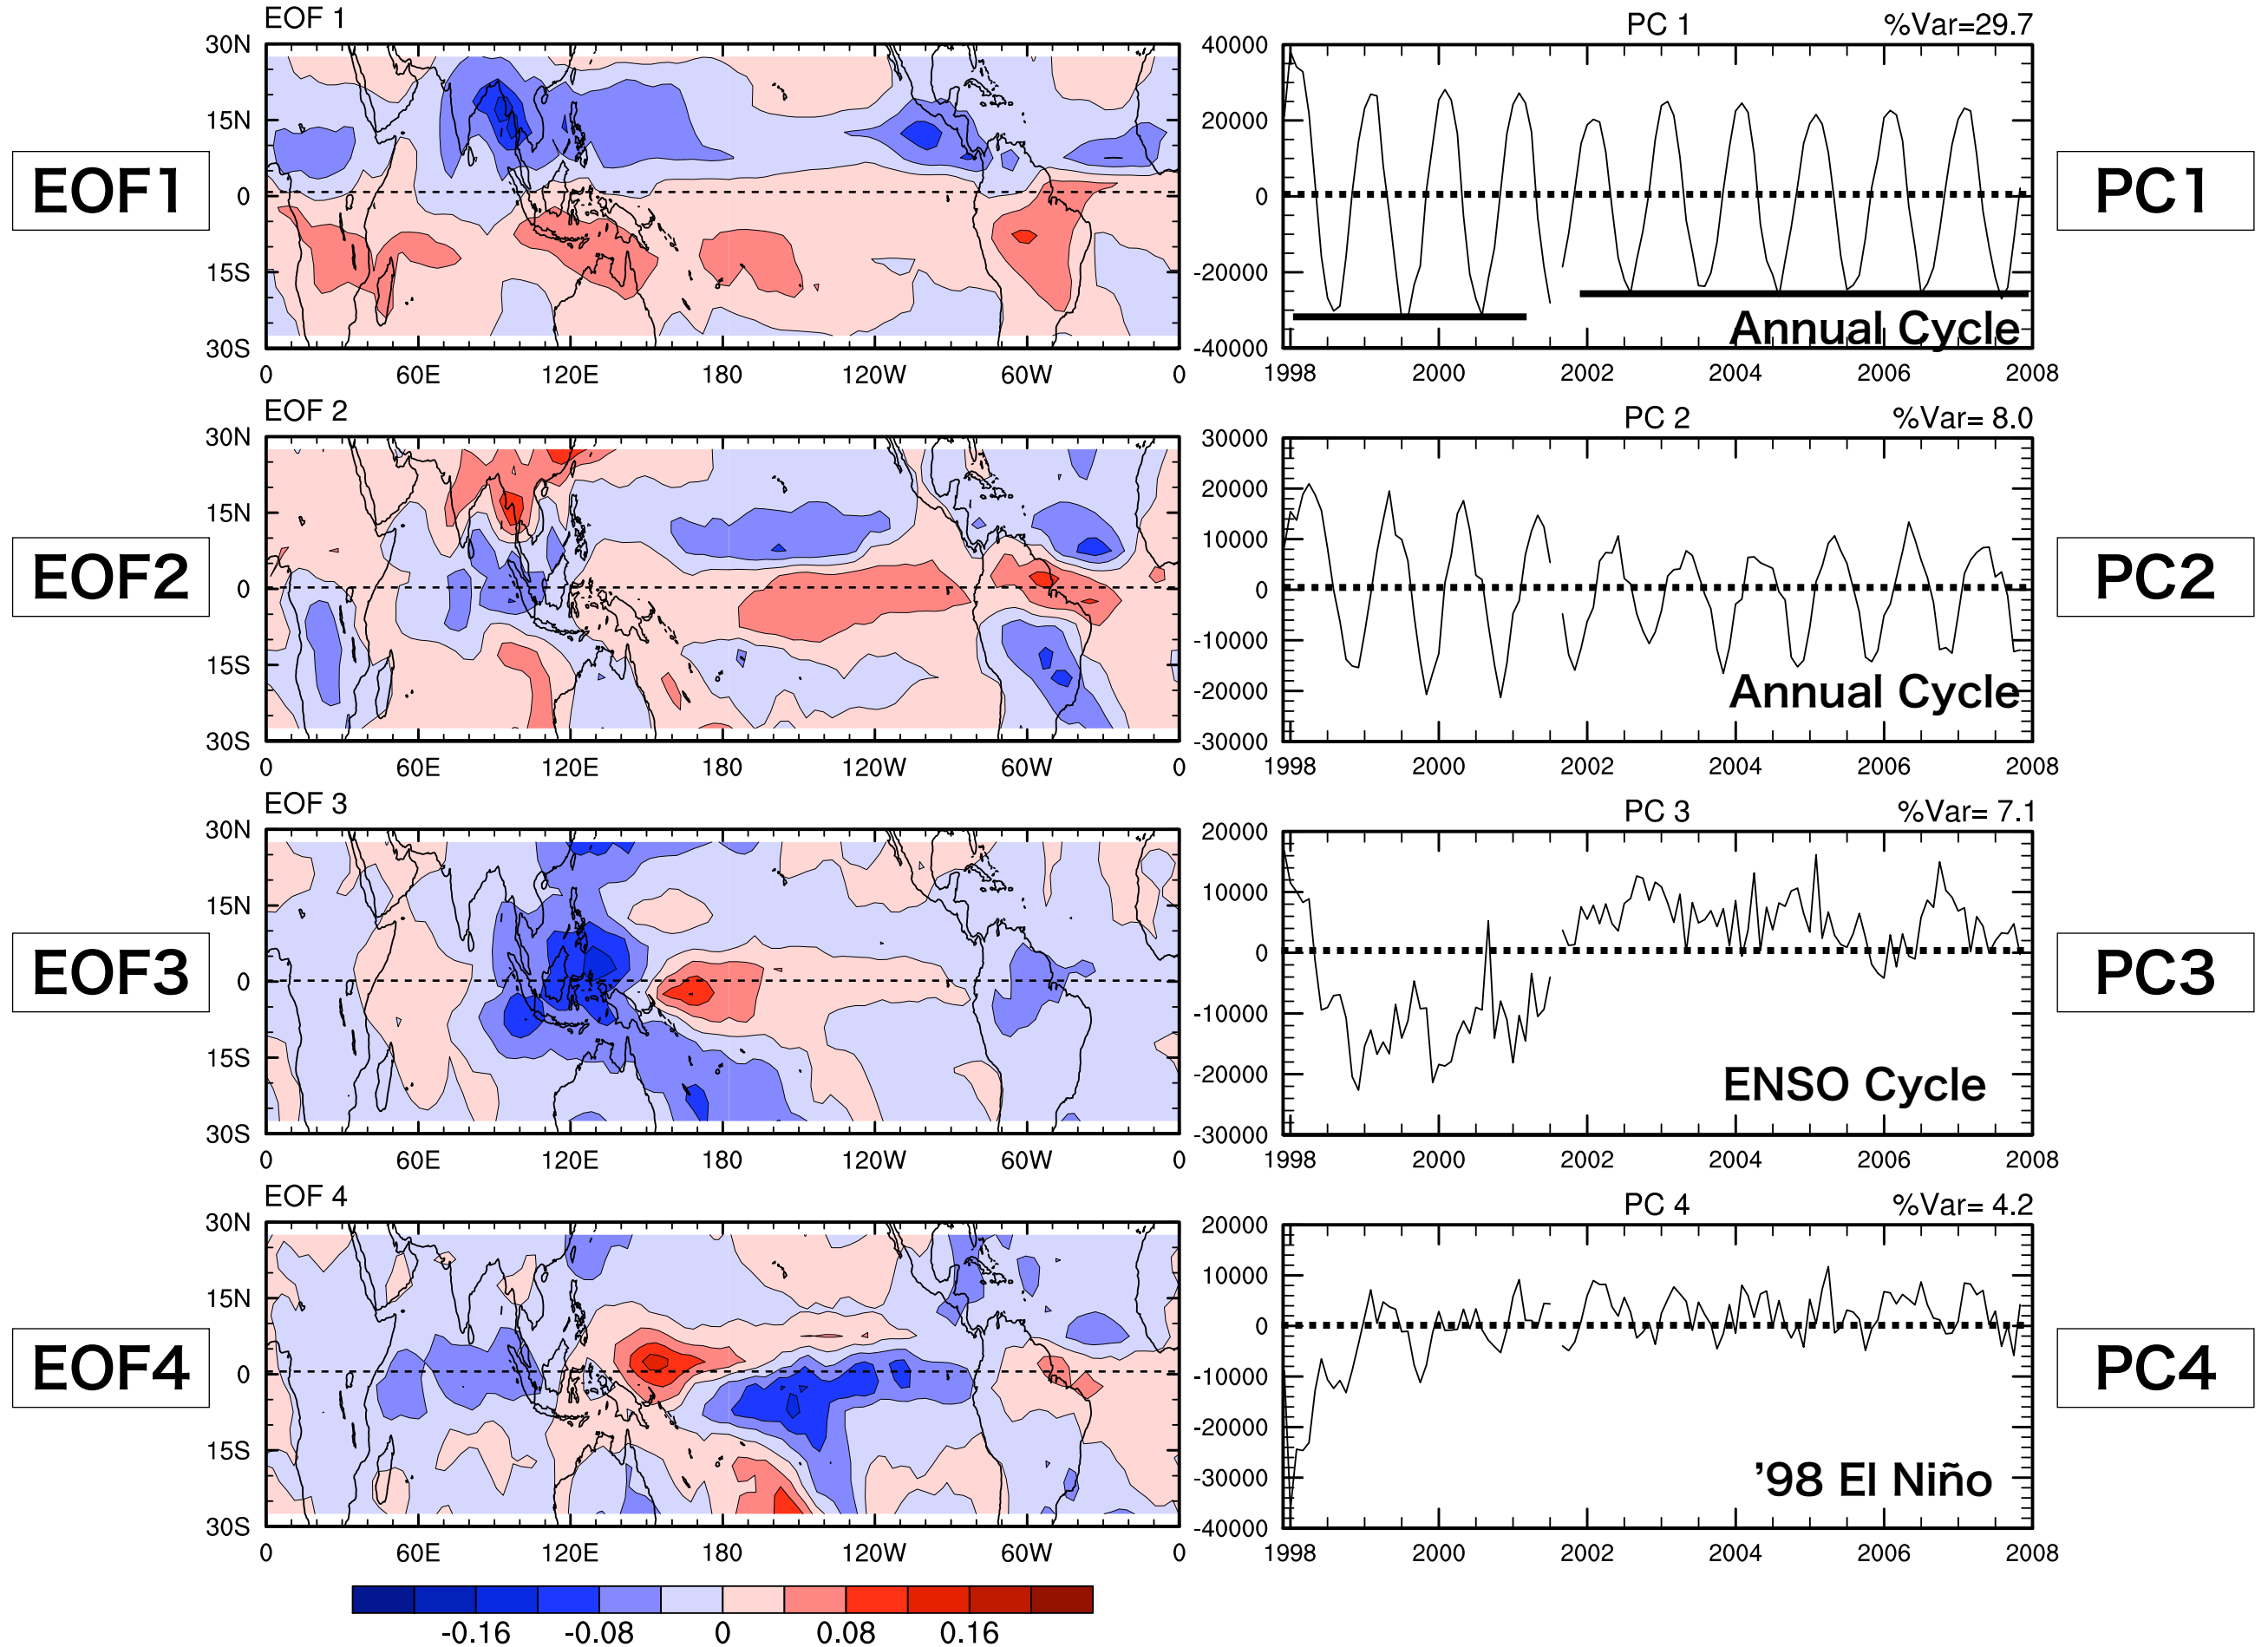 EOF 1
PC 1 %Var=29.7
30N
15N
0
15S
30S
0 60E 120E 180 120W 60W 0
40000
20000
0
-20000
-40000
1998 2000 2002 2004 2006 2008
EOF1
PC1
Annual Cycle
EOF 2
PC 2 %Var= 8.0
30N
15N
0
15S
30S
0 60E 120E 180 120W 60W 0
30000
20000
10000
0
-10000
-20000
-30000
1998 2000 2002 2004 2006 2008
EOF2
PC2
Annual Cycle
EOF 3
PC 3 %Var= 7.1
30N
15N
0
15S
30S
0 60E 120E 180 120W 60W 0
20000
10000
0
-10000
-20000
-30000
1998 2000 2002 2004 2006 2008
EOF3
PC3
ENSO Cycle
EOF 4
PC 4 %Var= 4.2
30N
15N
0
15S
30S
0 60E 120E 180 120W 60W 0
20000
10000
0
-10000
-20000
-30000
-40000
1998 2000 2002 2004 2006 2008
EOF4
PC4
’98 El Niño
-0.16 -0.08 0 0.08 0.16